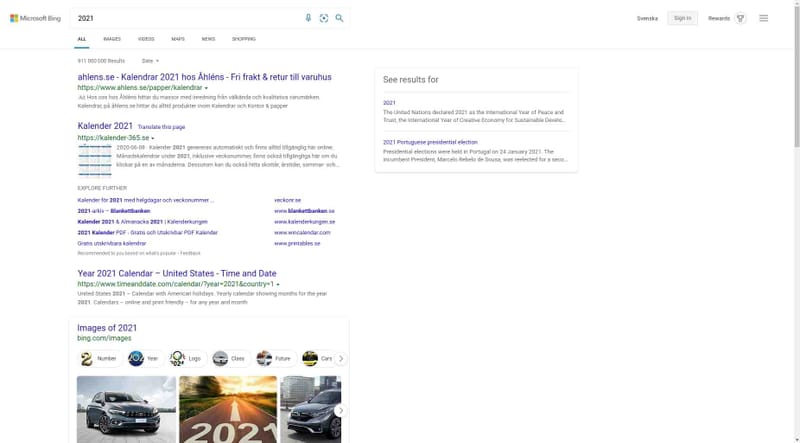 Microsoft Bing
2021
Svenska
Sign in
Rewards
ALL
IMAGES
VIDEOS
MAPS
NEWS
SHOPPING
911 000 000 Results
Date
ahlens.se - Kalendrar 2021 hos Åhléns - Fri frakt & retur till varuhus
https://www.ahlens.se/papper/kalendrar
Ad Hos oss hos Åhléns hittar du massor med inredning från välkända och kvalitativa varumärken.
Kalendrar, på åhlens.se hittar du alltid produkter inom Kalendrar och Kontor & papper
Kalender 2021 Translate this page
https://kalender-365.se
2020-06-08 · Kalender 2021 genereras automatiskt och finns alltid tillgänglig här online.
Månadskalendrar under 2021, inklusive veckonummer, finns också tillgängliga här om du
klickar på en av månaderna. Dessutom kan du också hitta skottår, årstider, sommar- och...
EXPLORE FURTHER
Kalender för 2021 med helgdagar och veckonummer ...
veckonr.se
2021-arkiv – Blankettbanken
www.blankettbanken.se
Kalender 2021 & Almanacka 2021 | Kalenderkungen
www.kalenderkungen.se
2021 Kalender PDF - Gratis och Utskrivbar PDF Kalender
www.wincalendar.com
Gratis utskrivbara kalendrar
www.printables.se
Recommended to you based on what's popular • Feedback
Year 2021 Calendar – United States - Time and Date
https://www.timeanddate.com/calendar/?year=2021&country=1
United States 2021 – Calendar with American holidays. Yearly calendar showing months for the year
2021. Calendars – online and print friendly – for any year and month
Images of 2021
bing.com/images
Number
Year
Logo
Class
Future
Cars
2021
See results for
2021
The United Nations declared 2021 as the International Year of Peace and
Trust, the International Year of Creative Economy for Sustainable Develo...
2021 Portuguese presidential election
Presidential elections were held in Portugal on 24 January 2021. The
incumbent President, Marcelo Rebelo de Sousa, was reelected for a seco...